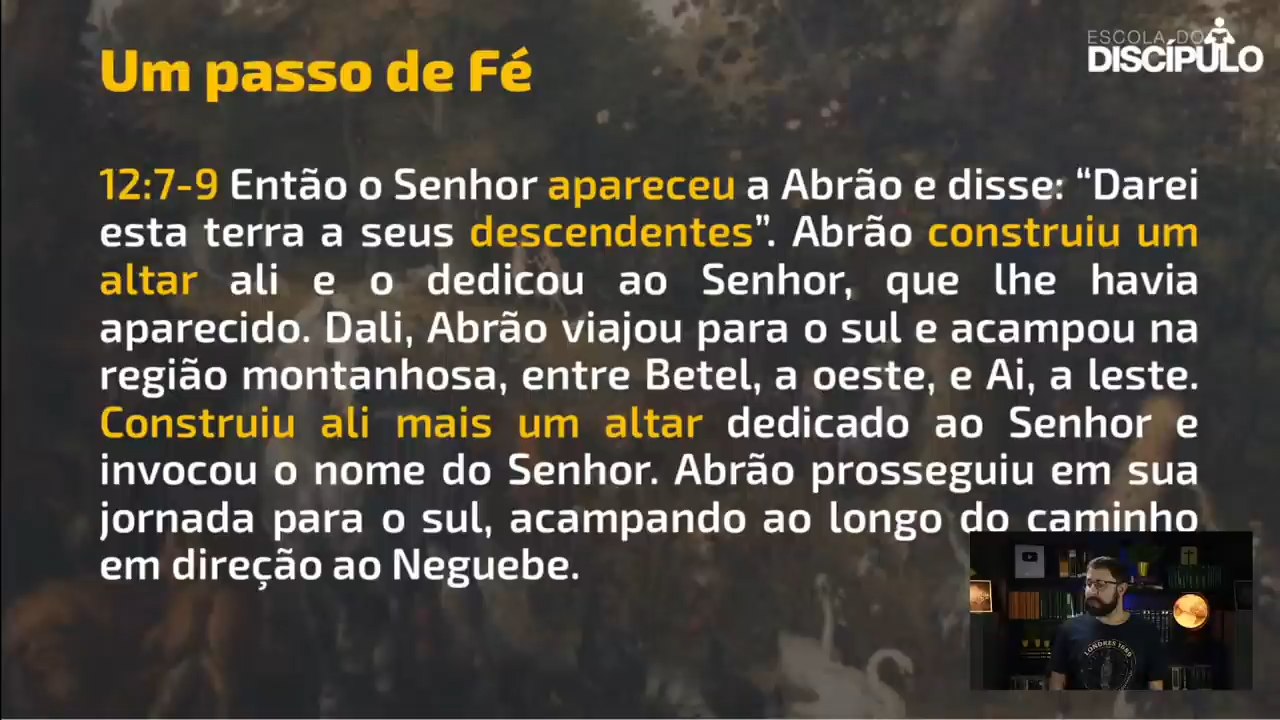 Um passo de Fé
ESCOLA DO
DISCÍPULO
12:7-9 Então o Senhor apareceu a Abrão e disse: “Darei
esta terra a seus descendentes”. Abrão construiu um
altar ali e o dedicou ao Senhor, que lhe havia
aparecido. Dali, Abrão viajou para o sul e acampou na
região montanhosa, entre Betel, a oeste, e Ai, a leste.
Construiu ali mais um altar dedicado ao Senhor e
invocou o nome do Senhor. Abrão prosseguiu em sua
jornada para o sul, acampando ao longo do caminho
em direção ao Neguebe.
LONDRES 1689